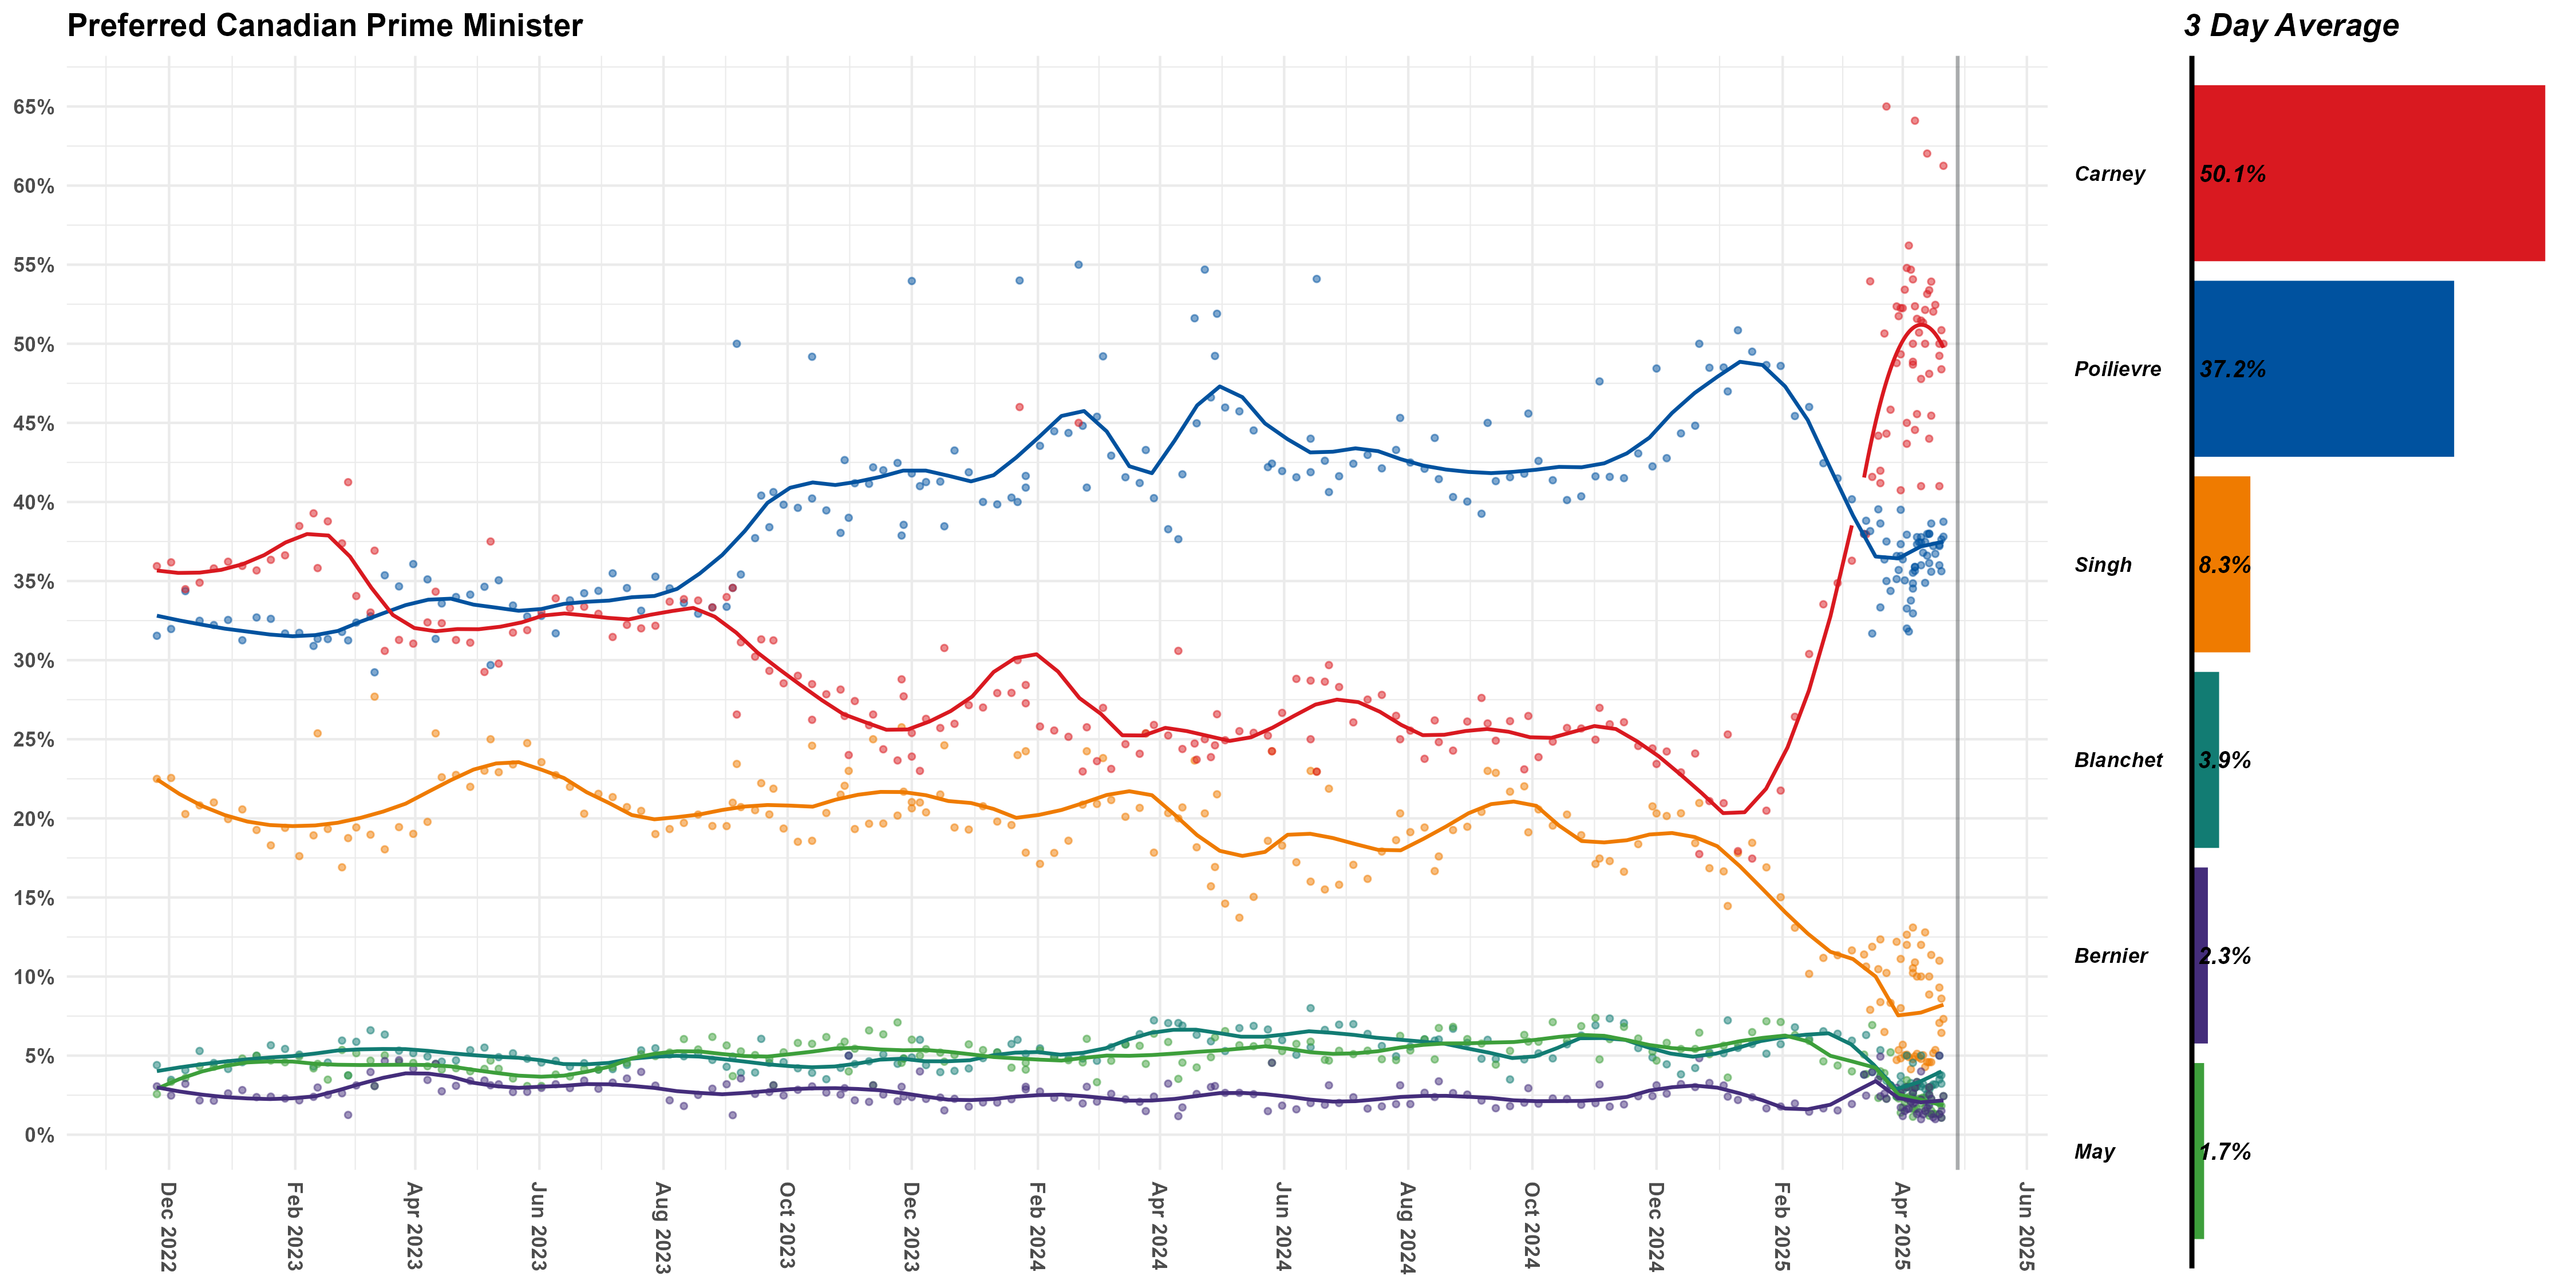 Preferred Canadian Prime Minister
3 Day Average
65%
60%
55%
50%
45%
40%
35%
30%
25%
20%
15%
10%
5%
0%
Dec 2022
Feb 2023
Apr 2023
Jun 2023
Aug 2023
Oct 2023
Dec 2023
Feb 2024
Apr 2024
Jun 2024
Aug 2024
Oct 2024
Dec 2024
Feb 2025
Apr 2025
Jun 2025
Carney 50.1%
Poilievre 37.2%
Singh 8.3%
Blanchet 3.9%
Bernier 2.3%
May 1.7%